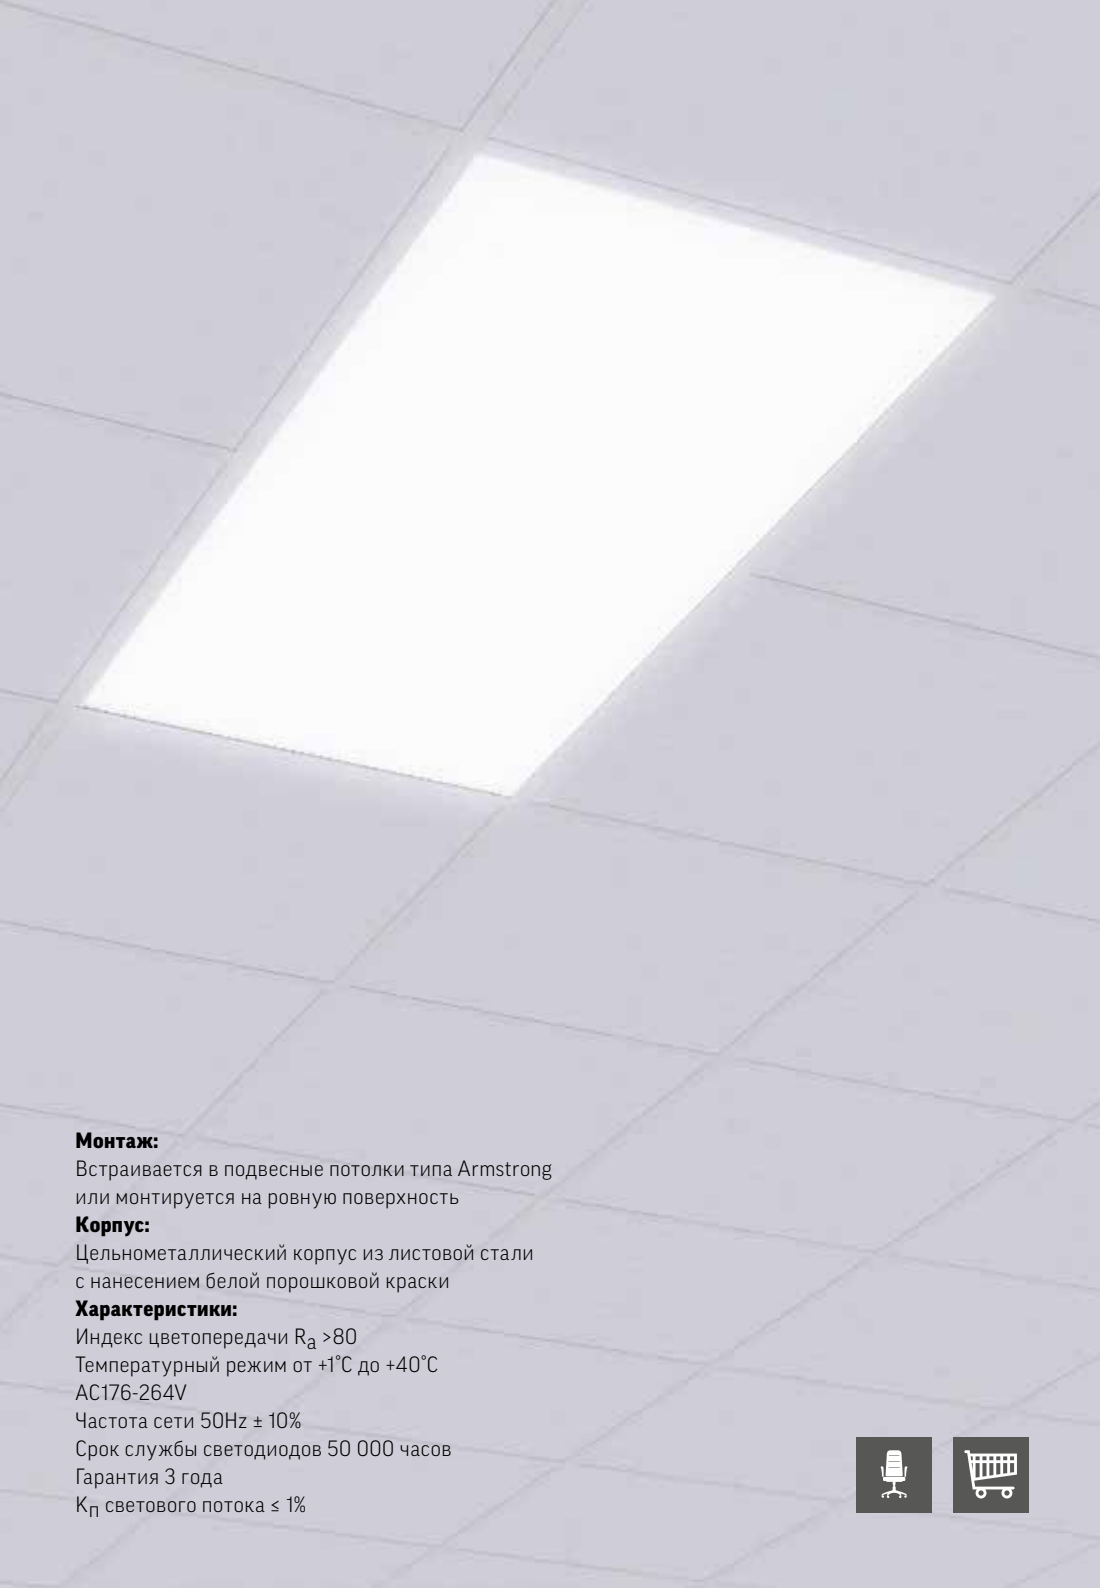 Монтаж:
Встраивается в подвесные потолки типа Armstrong
или монтируется на ровную поверхность
Корпус:
Цельнометаллический корпус из листовой стали
с нанесением белой порошковой краски
Характеристики:
Индекс цветопередачи Ra >80
Температурный режим от +1°C до +40°C
AC176-264V
Частота сети 50Hz ± 10%
Срок службы светодиодов 50 000 часов
Гарантия 3 года
Кп светового потока ≤ 1%